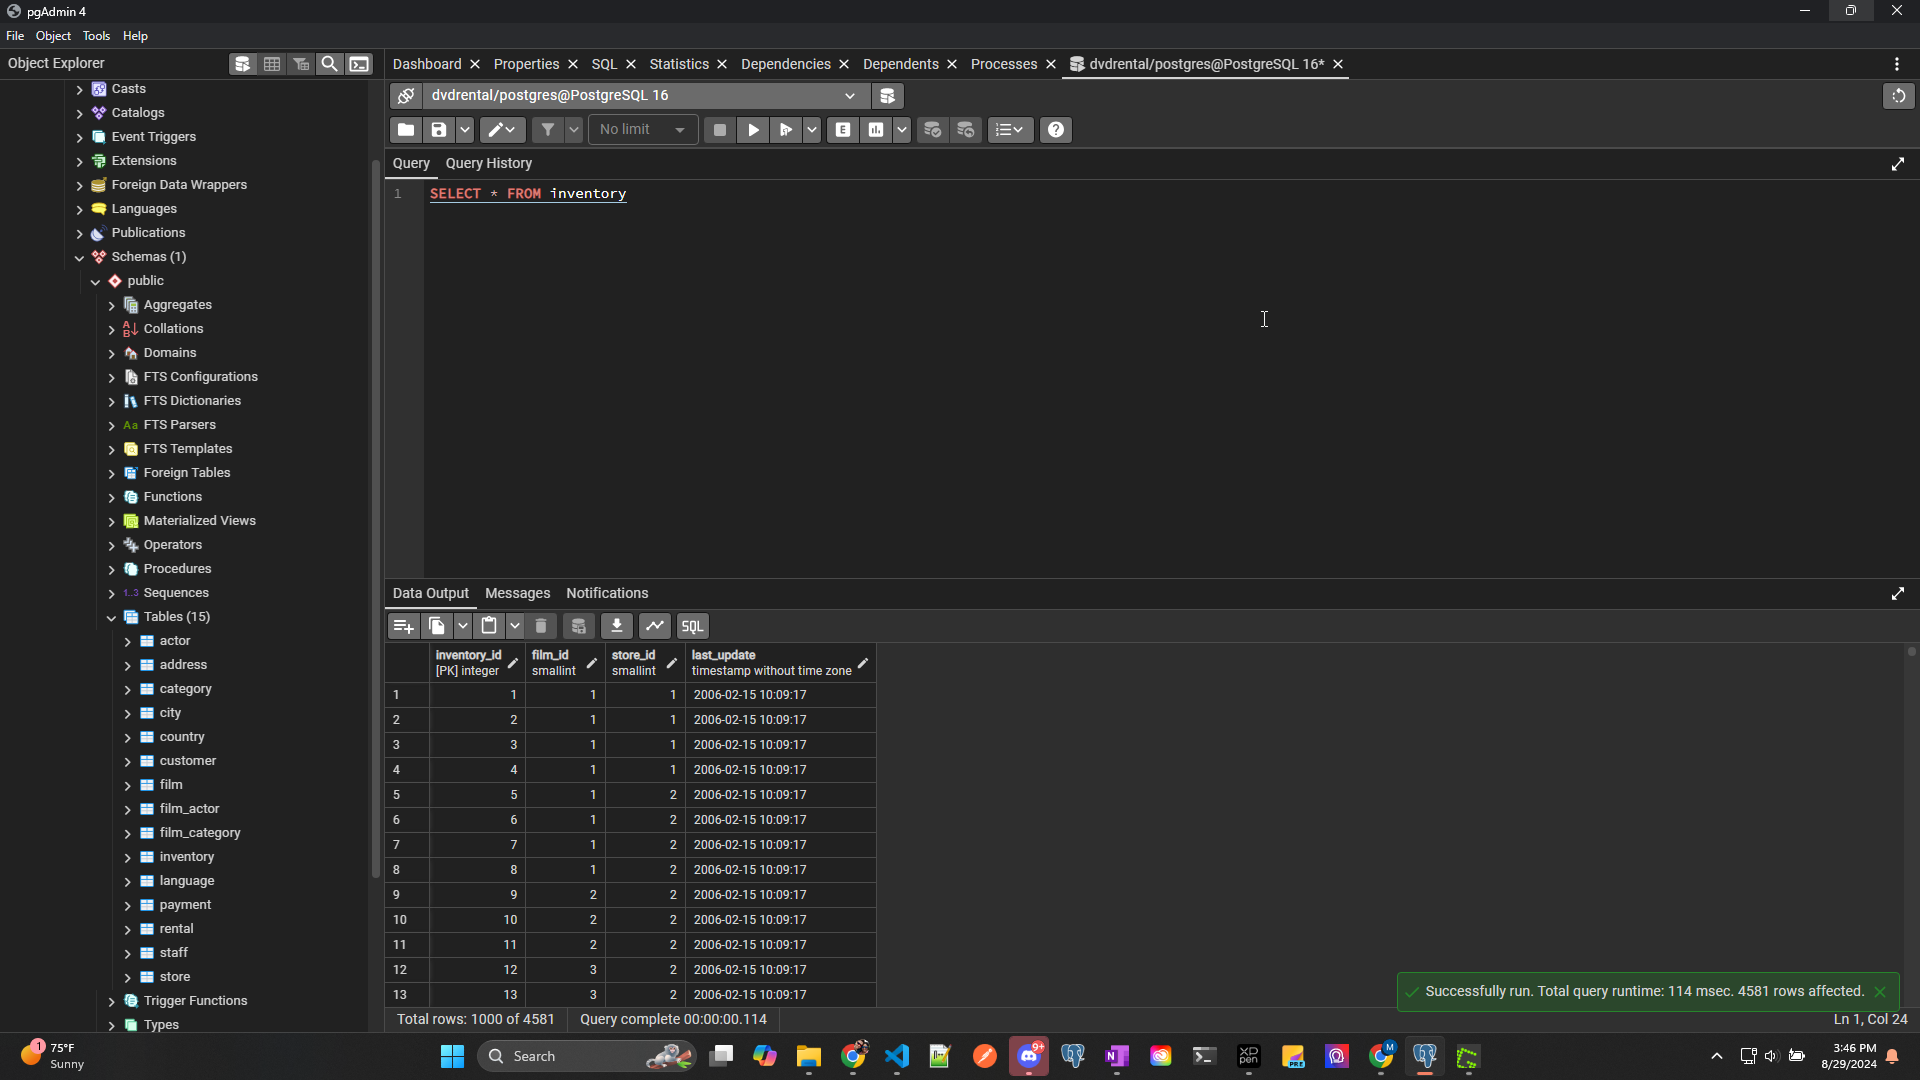 pgAdmin 4
File Object Tools Help
Object Explorer
Dashboard Properties SQL Statistics Dependencies Dependents Processes dvdrental/postgres@PostgreSQL 16*
Casts
Catalogs
Event Triggers
Extensions
Foreign Data Wrappers
Languages
Publications
Schemas (1)
public
Aggregates
Collations
Domains
FTS Configurations
FTS Dictionaries
Aa FTS Parsers
FTS Templates
Foreign Tables
Functions
Materialized Views
Operators
Procedures
1..3 Sequences
Tables (15)
actor
address
category
city
country
customer
film
film_actor
film_category
inventory
language
payment
rental
staff
store
Trigger Functions
Types
dvdrental/postgres@PostgreSQL 16
No limit
E
Query Query History
1 SELECT * FROM inventory
Data Output Messages Notifications
SQL
inventory_id film_id store_id last_update
[PK] integer smallint smallint timestamp without time zone
1 1 1 1 2006-02-15 10:09:17
2 2 1 1 2006-02-15 10:09:17
3 3 1 1 2006-02-15 10:09:17
4 4 1 1 2006-02-15 10:09:17
5 5 1 2 2006-02-15 10:09:17
6 6 1 2 2006-02-15 10:09:17
7 7 1 2 2006-02-15 10:09:17
8 8 1 2 2006-02-15 10:09:17
9 9 2 2 2006-02-15 10:09:17
10 10 2 2 2006-02-15 10:09:17
11 11 2 2 2006-02-15 10:09:17
12 12 3 2 2006-02-15 10:09:17
13 13 3 2 2006-02-15 10:09:17
Successfully run. Total query runtime: 114 msec. 4581 rows affected.
Total rows: 1000 of 4581 Query complete 00:00:00.114 Ln 1, Col 24
1 75°F
Sunny
Search
9+
XP
pen
PRE
M
3:46 PM
8/29/2024